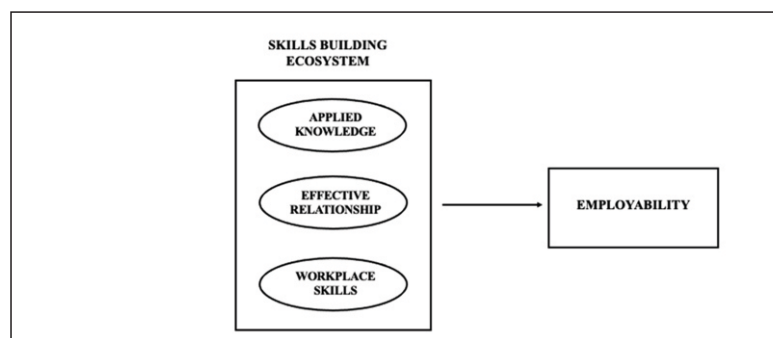 SKILLS BUILDING
ECOSYSTEM
APPLIED
KNOWLEDGE
EFFECTIVE
RELATIONSHIP
WORKPLACE
SKILLS
EMPLOYABILITY